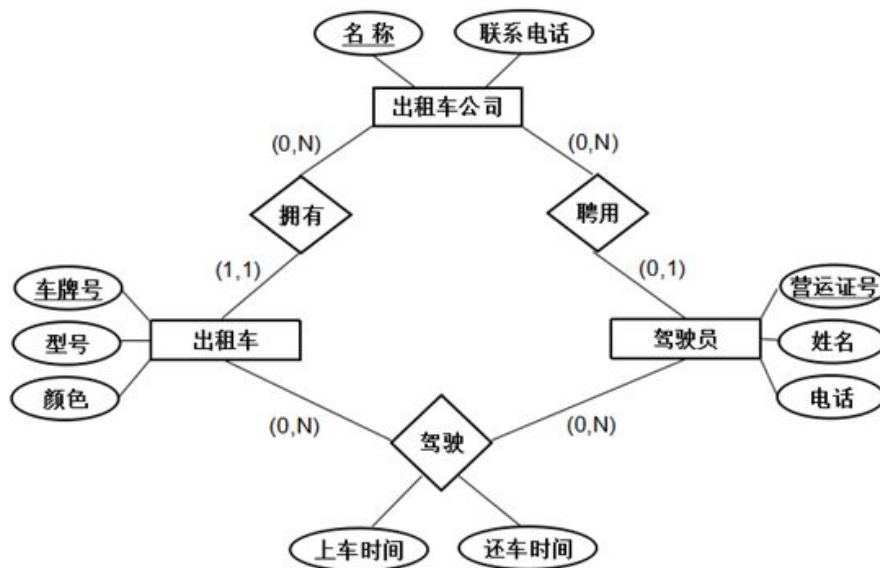 名 称
联系电话
出租车公司
(0,N)
(0,N)
拥有
聘用
(1,1)
(0,1)
车牌号
营运证号
型号
出租车
驾驶员
姓名
颜色
电话
(0,N)
驾驶
(0,N)
上车时间
还车时间